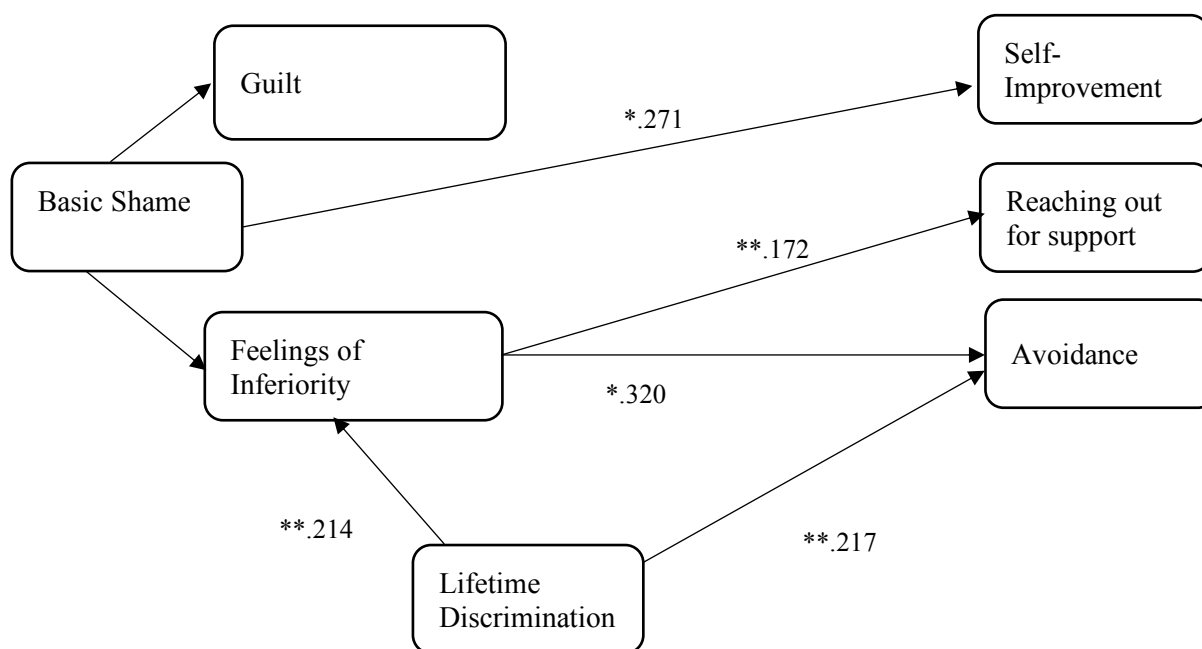 Guilt
Self-
Improvement
*.271
Basic Shame
Reaching out
for support
**.172
Feelings of
Inferiority
Avoidance
*.320
**.214
**.217
Lifetime
Discrimination